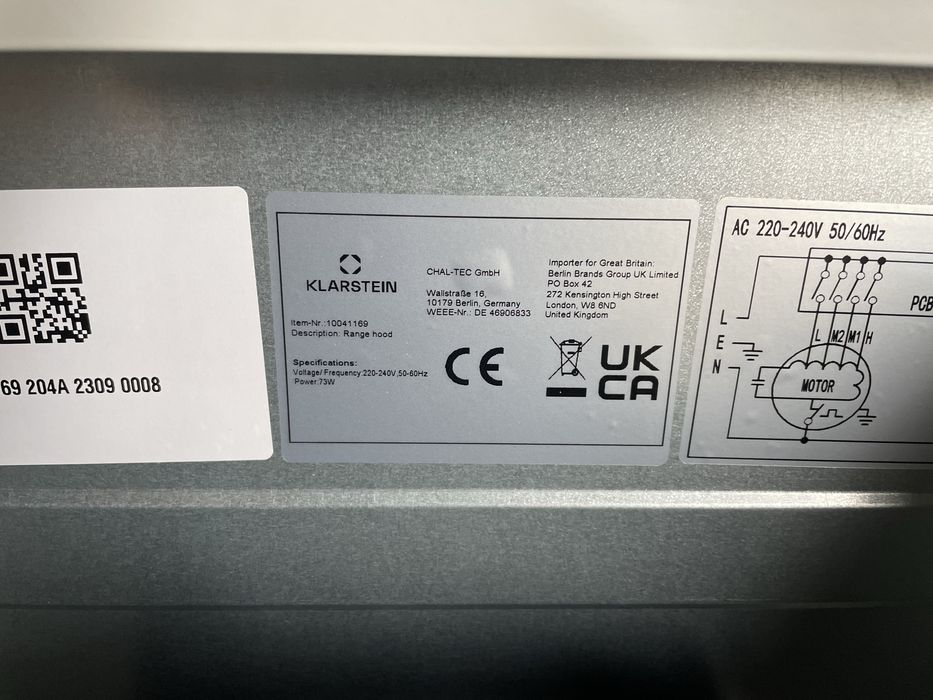 69 204A 2309 0008
KLARSTEIN
Item-Nr.:10041169
Description: Range hood
Specifications:
Voltage/Frequency:220-240V,50-60Hz
Power:73W
CHAL-TEC GmbH
Wallstraße 16,
10179 Berlin, Germany
WEEE-Nr.: DE 46906833
CE
Importer for Great Britain:
Berlin Brands Group UK Limited
PO Box 42
272 Kensington High Street
London, W8 6ND
United Kingdom
UK
CA
AC 220-240V 50/60Hz
PCB
L
E
N
L M2 M1 H
MOTOR